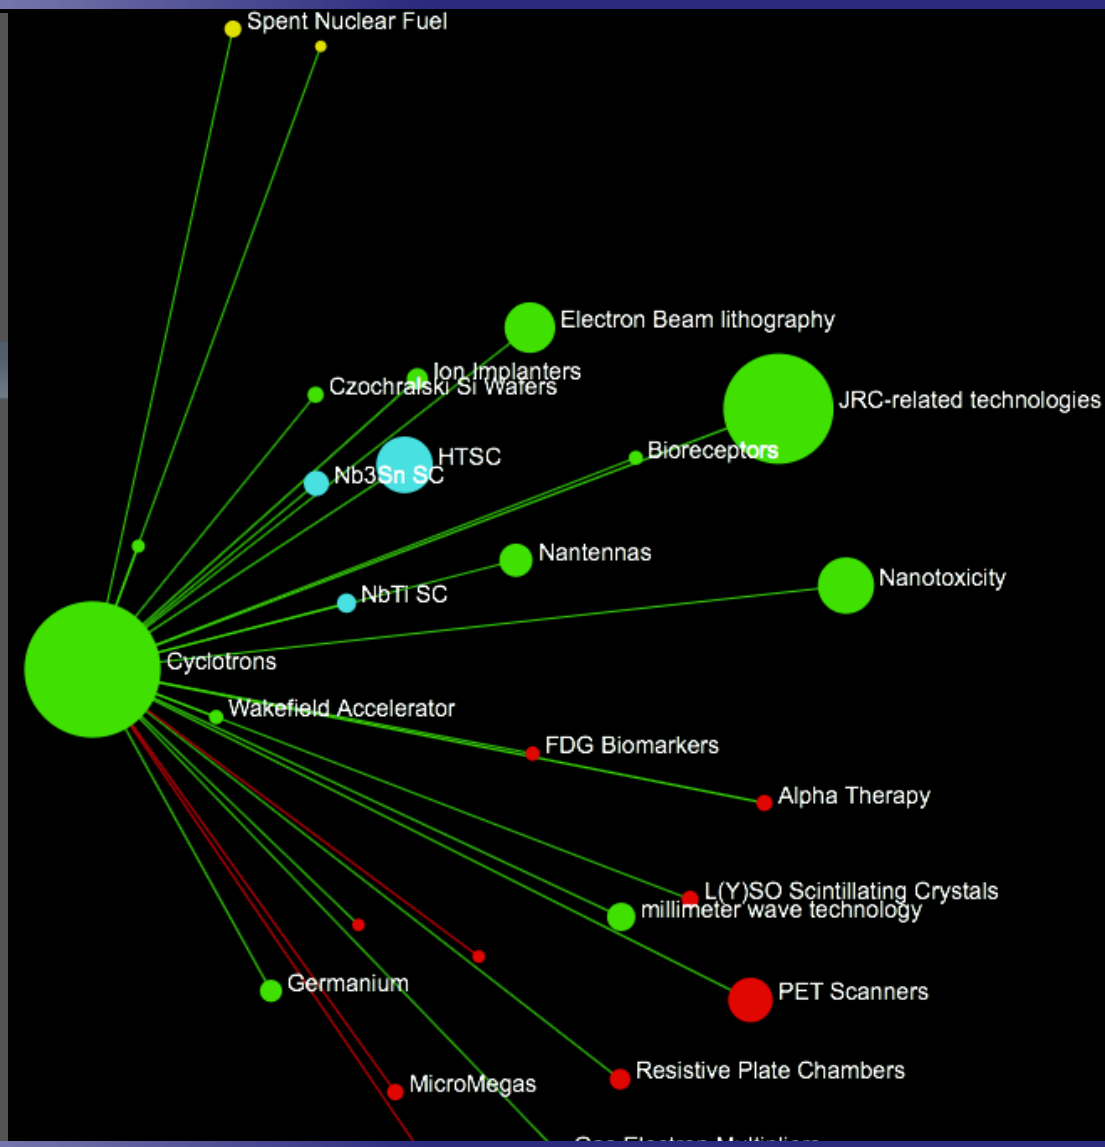 Spent Nuclear Fuel
Electron Beam lithography
Ion Implanters
Czochralski Si Wafers
JRC-related technologies
Bioreceptors
HTSC
Nb3Sn SC
Nantennas
Nanotoxicity
NbTi SC
Cyclotrons
Wakefield Accelerator
FDG Biomarkers
Alpha Therapy
L(Y)SO Scintillating Crystals
millimeter wave technology
Germanium
PET Scanners
Resistive Plate Chambers
MicroMegas